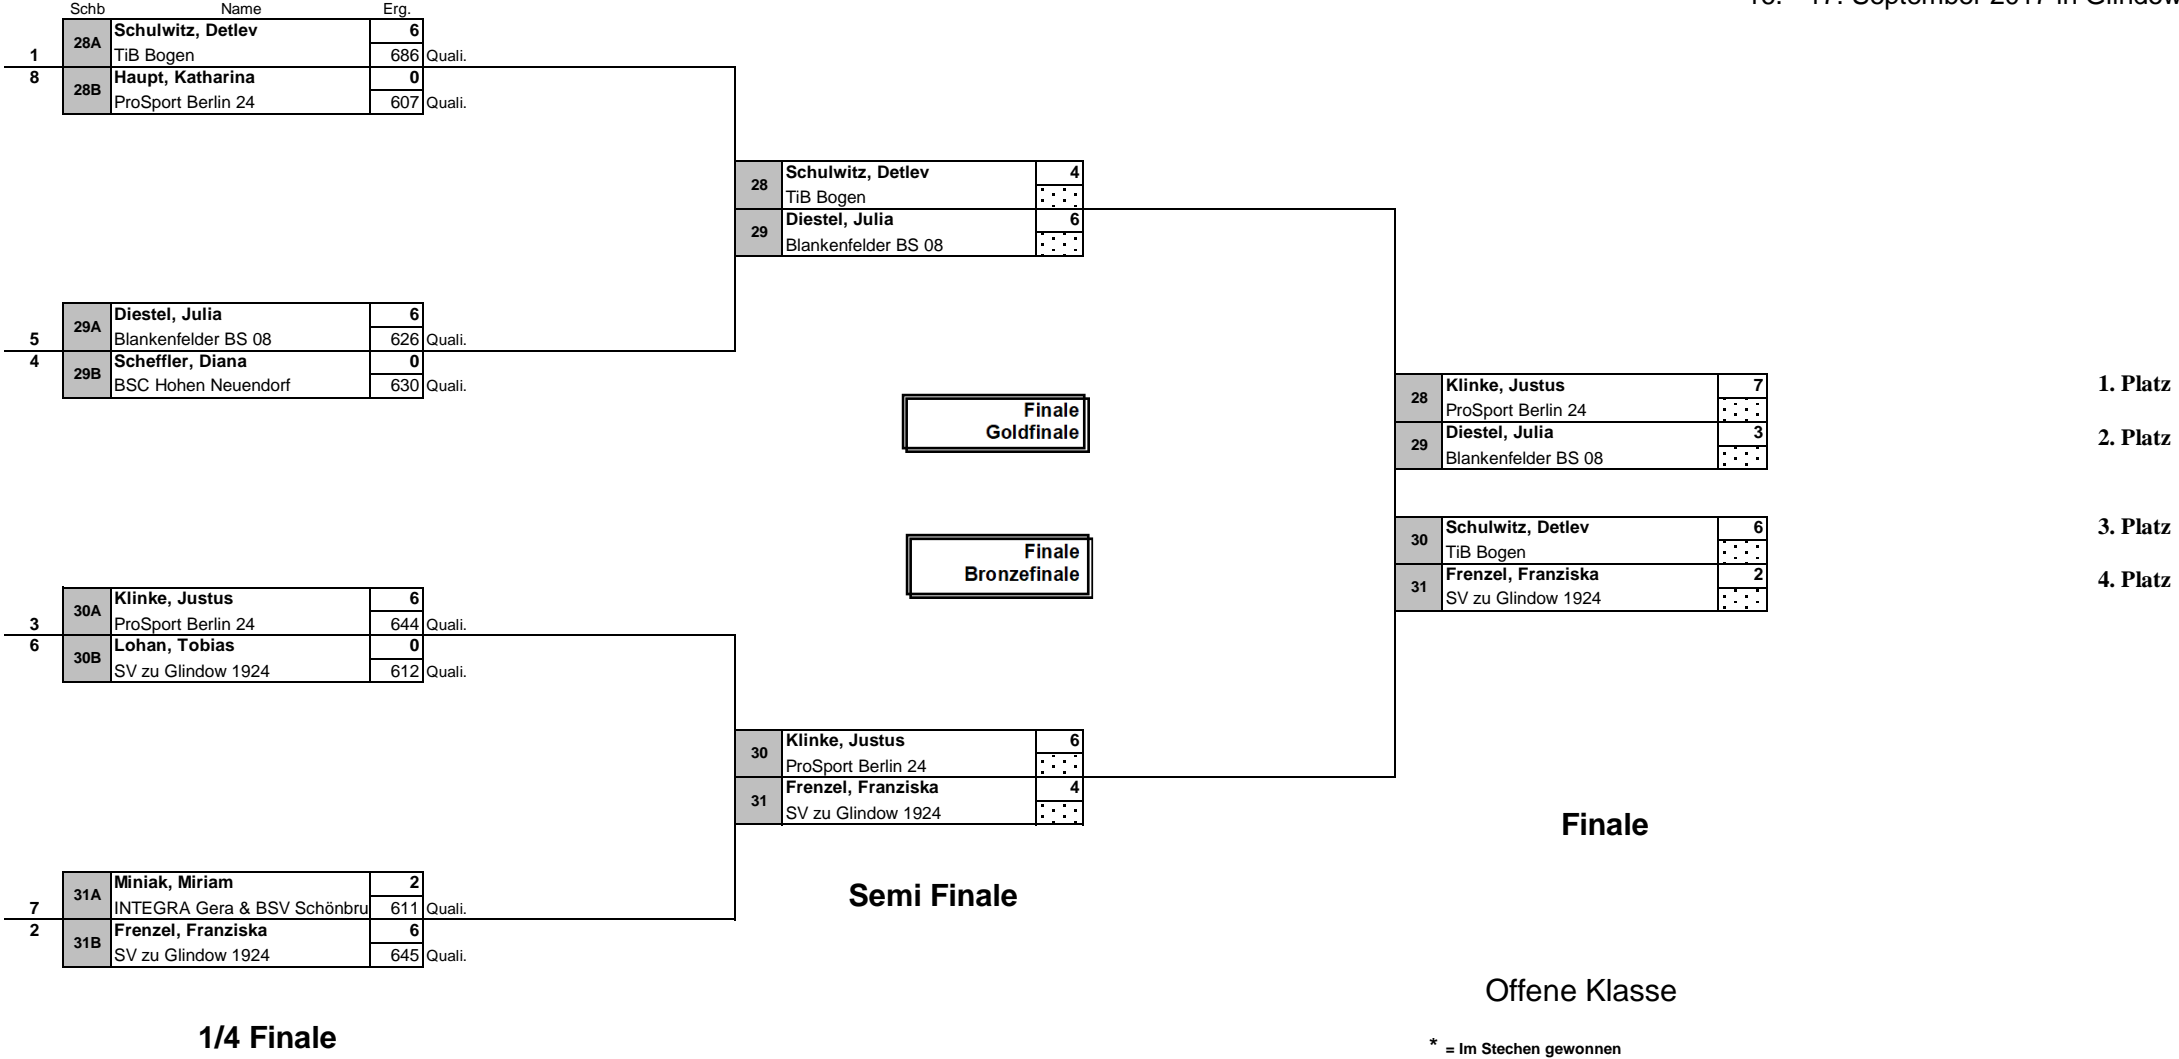 17. September 2017 in Glindow
Schb Name Erg.
1 28A Schulwitz, Detlev 6
TiB Bogen 686 Quali.
8 28B Haupt, Katharina 0
ProSport Berlin 24 607 Quali.
28 Schulwitz, Detlev 4
TiB Bogen
29 Diestel, Julia 6
Blankenfelder BS 08
5 29A Diestel, Julia 6
Blankenfelder BS 08 626 Quali.
4 29B Scheffler, Diana 0
BSC Hohen Neuendorf 630 Quali.
Finale
Goldfinale
28 Klinke, Justus 7 1. Platz
ProSport Berlin 24
29 Diestel, Julia 3 2. Platz
Blankenfelder BS 08
Finale
Bronzefinale
30 Schulwitz, Detlev 6 3. Platz
TiB Bogen
31 Frenzel, Franziska 2 4. Platz
SV zu Glindow 1924
3 30A Klinke, Justus 6
ProSport Berlin 24 644 Quali.
6 30B Lohan, Tobias 0
SV zu Glindow 1924 612 Quali.
30 Klinke, Justus 6
ProSport Berlin 24
31 Frenzel, Franziska 4
SV zu Glindow 1924
Finale
7 31A Miniak, Miriam 2
INTEGRA Gera & BSV Schönbru 611 Quali.
2 31B Frenzel, Franziska 6
SV zu Glindow 1924 645 Quali.
Semi Finale
Offene Klasse
1/4 Finale
* = Im Stechen gewonnen